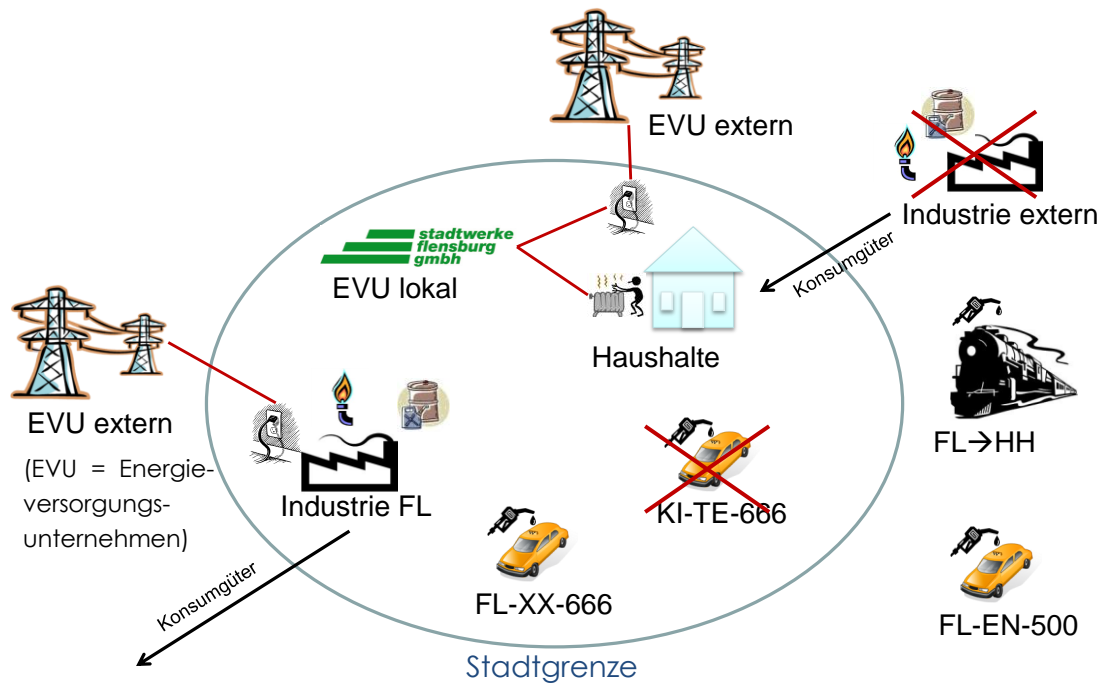 EVU extern
Industrie extern
Konsumgüter
stadtwerke
flensburg
gmbh
EVU lokal
Haushalte
EVU extern
(EVU = Energie-
versorgungs-
unternehmen)
Industrie FL
Konsumgüter
KI-TE-666
FL→HH
FL-XX-666
FL-EN-500
Stadtgrenze